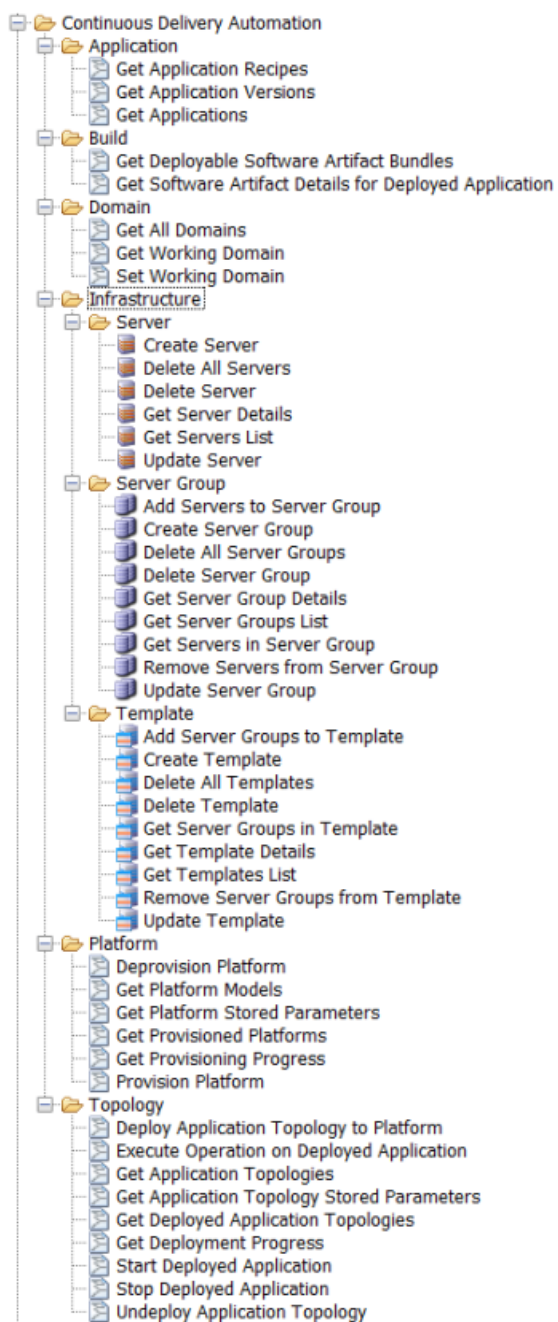 Continuous Delivery Automation
Application
Get Application Recipes
Get Application Versions
Get Applications
Build
Get Deployable Software Artifact Bundles
Get Software Artifact Details for Deployed Application
Domain
Get All Domains
Get Working Domain
Set Working Domain
Infrastructure
Server
Create Server
Delete All Servers
Delete Server
Get Server Details
Get Servers List
Update Server
Server Group
Add Servers to Server Group
Create Server Group
Delete All Server Groups
Delete Server Group
Get Server Group Details
Get Server Groups List
Get Servers in Server Group
Remove Servers from Server Group
Update Server Group
Template
Add Server Groups to Template
Create Template
Delete All Templates
Delete Template
Get Server Groups in Template
Get Template Details
Get Templates List
Remove Server Groups from Template
Update Template
Platform
Deprovision Platform
Get Platform Models
Get Platform Stored Parameters
Get Provisioned Platforms
Get Provisioning Progress
Provision Platform
Topology
Deploy Application Topology to Platform
Execute Operation on Deployed Application
Get Application Topologies
Get Application Topology Stored Parameters
Get Deployed Application Topologies
Get Deployment Progress
Start Deployed Application
Stop Deployed Application
Undeploy Application Topology